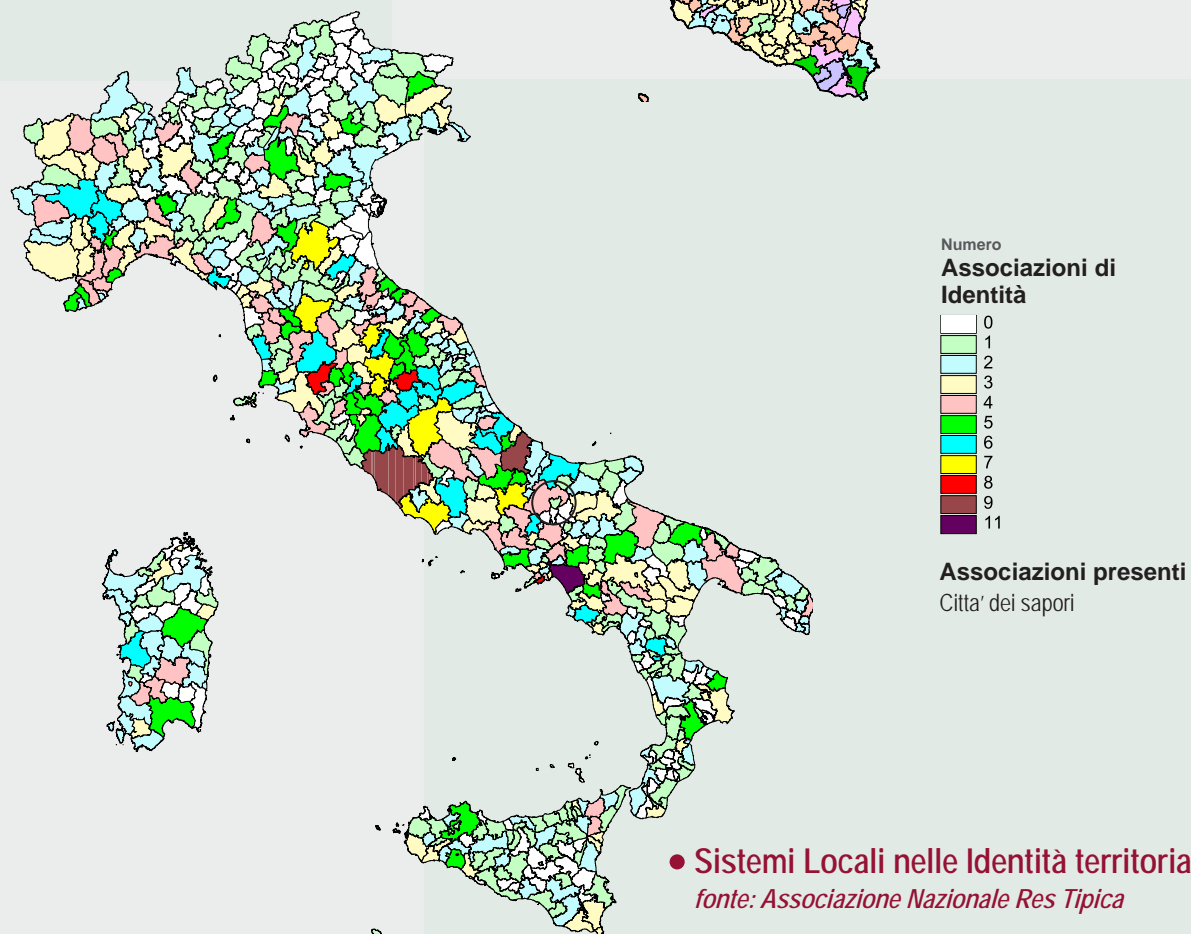 Numero
Associazioni di
Identità
0
1
2
3
4
5
6
7
8
9
11
Associazioni presenti
Citta' dei sapori
• Sistemi Locali nelle Identità territoria
fonte: Associazione Nazionale Res Tipica